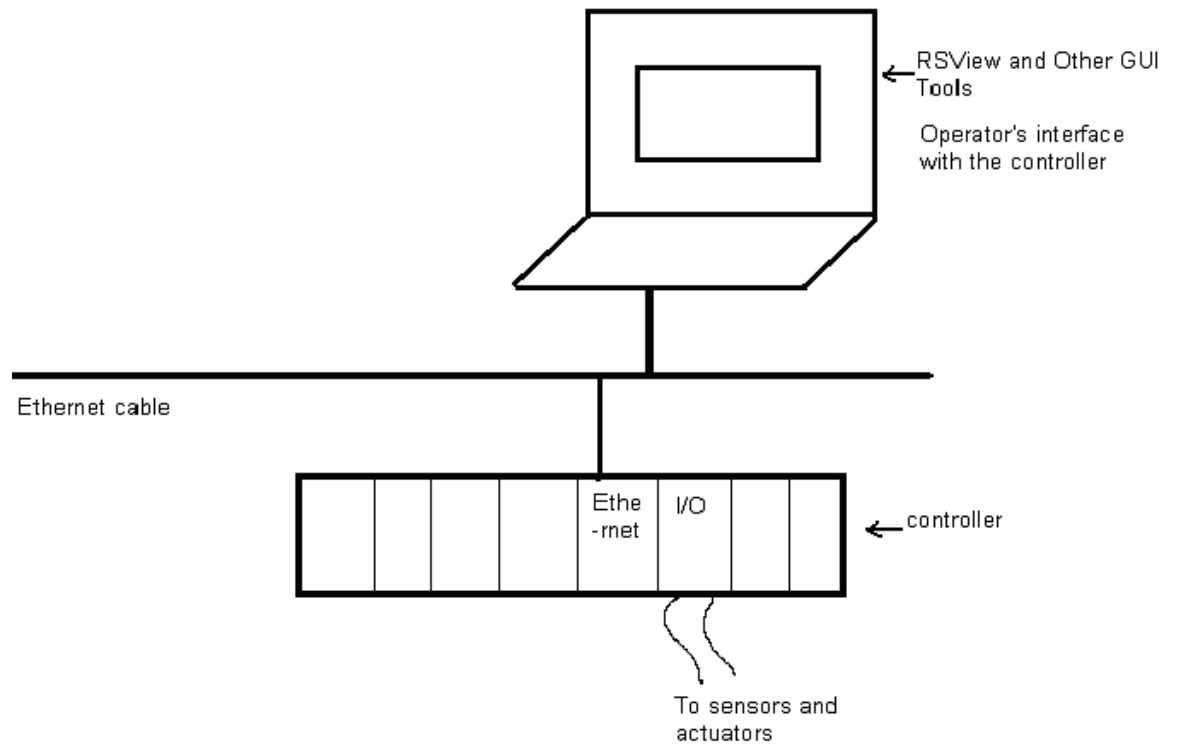 RSView and Other GUI
Tools
Operator's interface
with the controller
Ethernet cable
Ethe
-rnet
I/O
controller
To sensors and
actuators